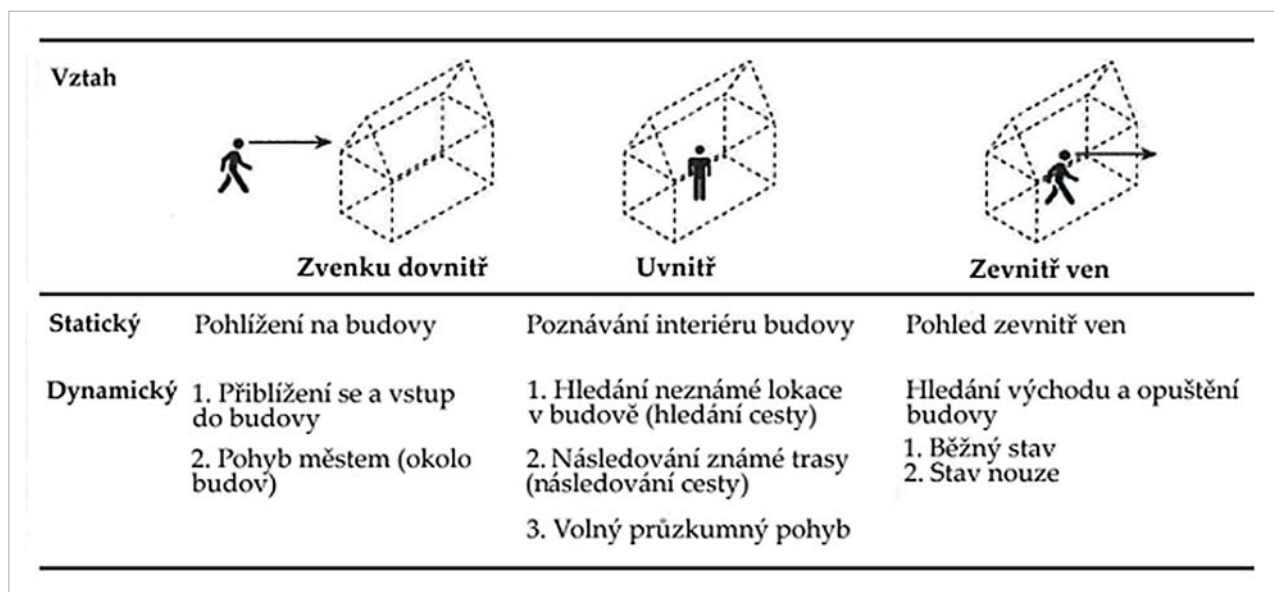 Vztah
Zvenku dovnitř
Uvnitř
Zevnitř ven
Statický
Pohlížení na budovy
Poznávání interiéru budovy
Pohled zevnitř ven
Dynamický
1. Přiblížení se a vstup
do budovy
2. Pohyb městem (okolo
budov)
1. Hledání neznámé lokace
v budově (hledání cesty)
2. Následování známé trasy
(následování cesty)
3. Volný průzkumný pohyb
Hledání východu a opuštění
budovy
1. Běžný stav
2. Stav nouze